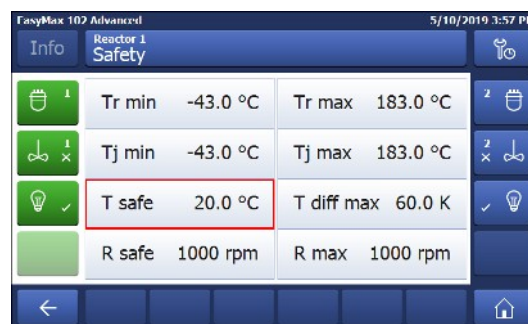 EasyMax 102 Advanced 5/10/2019 3:57 P
Info Reactor 1
Safety
1 Tr min -43.0 °C Tr max 183.0 °C 2
1 Tj min -43.0 °C Tj max 183.0 °C 2
T safe 20.0 °C T diff max 60.0 K
R safe 1000 rpm R max 1000 rpm